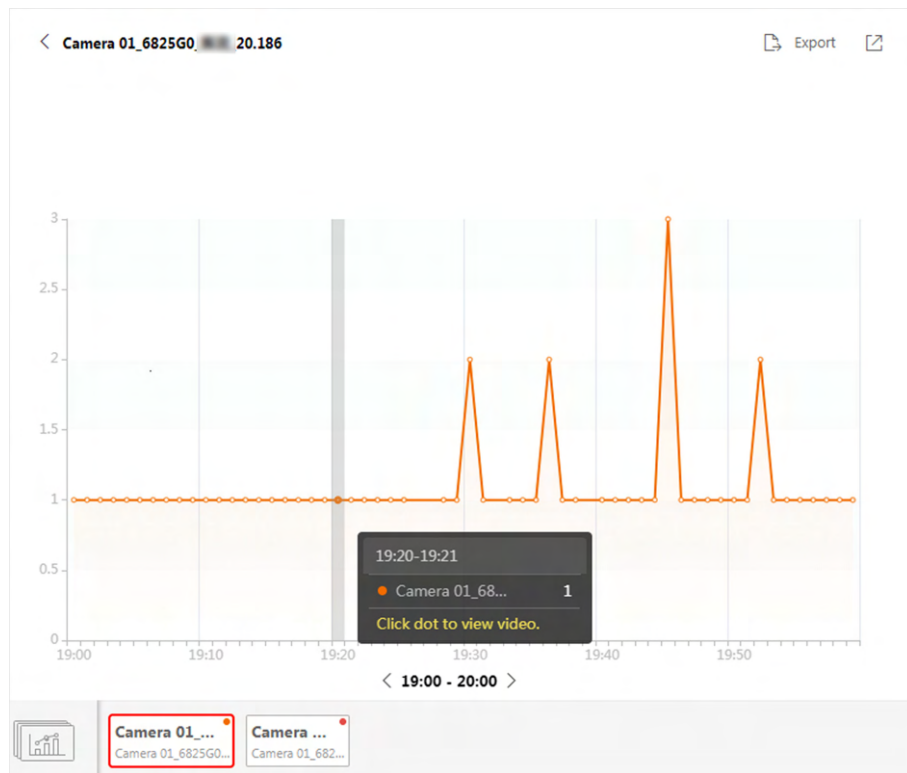 Camera 01_6825G0_ _20.186
Export
3
2.5
2
1.5
1
0.5
0
19:00 19:10 19:20 19:30 19:40 19:50
19:20-19:21
Camera 01_68... 1
Click dot to view video.
< 19:00 - 20:00 >
Camera 01_...
Camera 01_6825G0...
Camera ...
Camera 01_682...